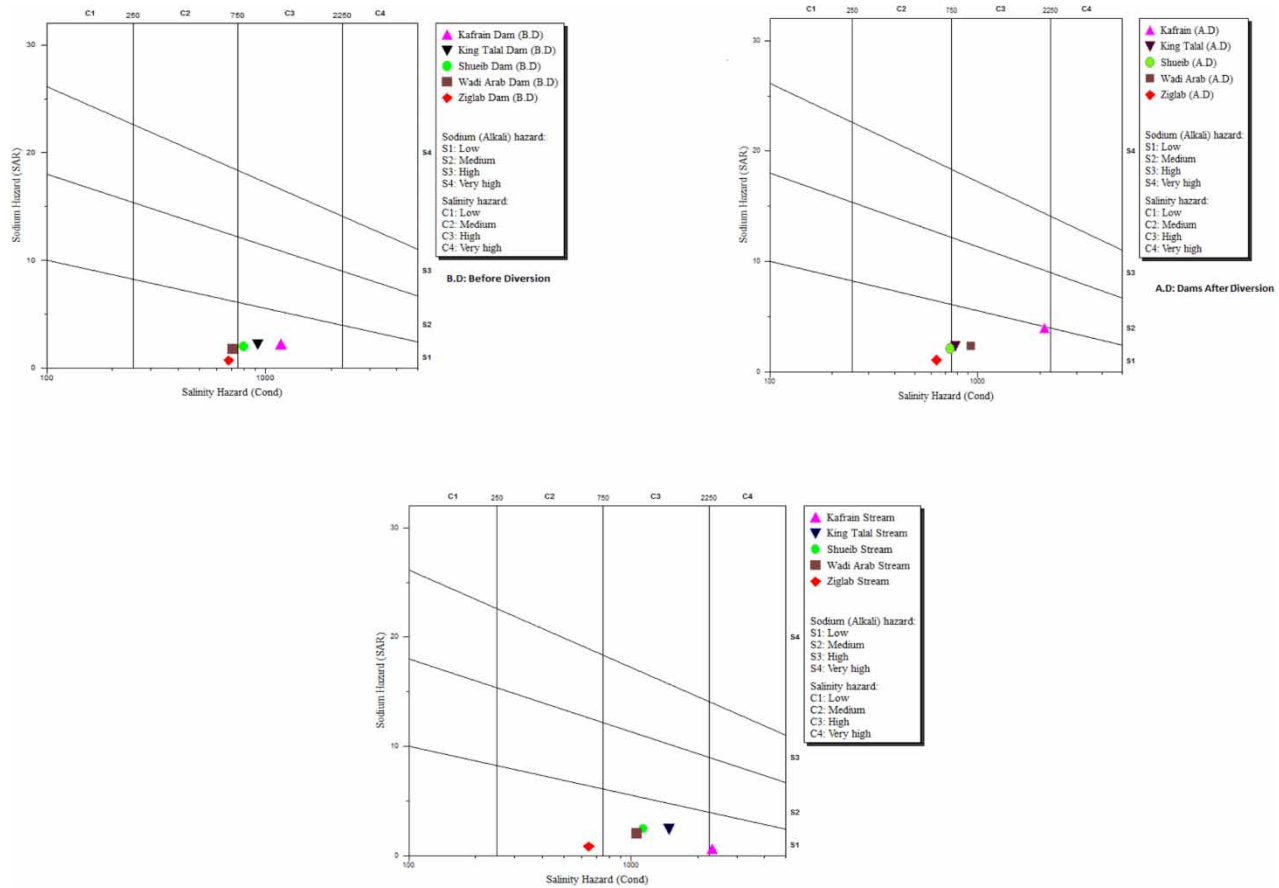 C1 250 C2 750 C3 2250 C4
30
20
10
0
Sodium Hazard (SAR)
S4
S3
S2
S1
100 1000
Salinity Hazard (Cond)
Kafrain Dam (B.D)
King Talal Dam (B.D)
Shueib Dam (B.D)
Wadi Arab Dam (B.D)
Ziglab Dam (B.D)
Sodium (Alkali) hazard:
S1: Low
S2: Medium
S3: High
S4: Very high
Salinity hazard:
C1: Low
C2: Medium
C3: High
C4: Very high
B.D: Before Diversion
C1 250 C2 750 C3 2250 C4
30
20
10
0
Sodium Hazard (SAR)
S4
S3
S2
S1
100 1000
Salinity Hazard (Cond)
Kafrain (A.D)
King Talal (A.D)
Shueib (A.D)
Wadi Arab (A.D)
Ziglab (A.D)
Sodium (Alkali) hazard:
S1: Low
S2: Medium
S3: High
S4: Very high
Salinity hazard:
C1: Low
C2: Medium
C3: High
C4: Very high
A.D: Dams After Diversion
C1 250 C2 750 C3 2250 C4
30
20
10
0
Sodium Hazard (SAR)
S4
S3
S2
S1
100 1000
Salinity Hazard (Cond)
Kafrain Stream
King Talal Stream
Shueib Stream
Wadi Arab Stream
Ziglab Stream
Sodium (Alkali) hazard:
S1: Low
S2: Medium
S3: High
S4: Very high
Salinity hazard:
C1: Low
C2: Medium
C3: High
C4: Very high